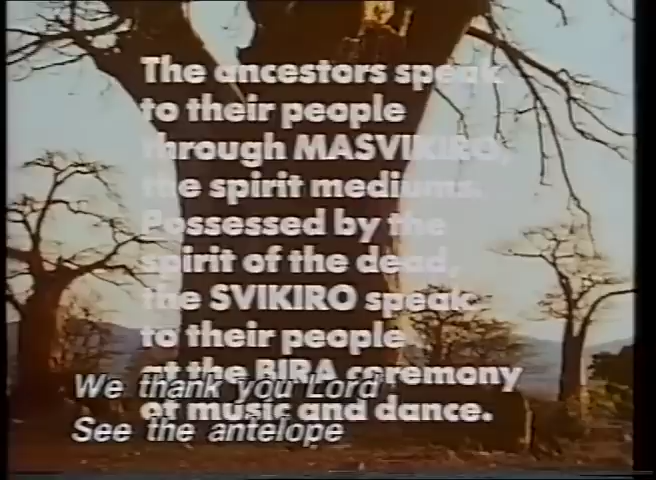 The ancestors speak
to their people
through MASVIKIRO,
the spirit mediums.
Possessed by the
spirit of the dead,
the SVIKIRO speak
to their people
at the BIRA ceremony
of music and dance.
We thank you Lord
See the antelope